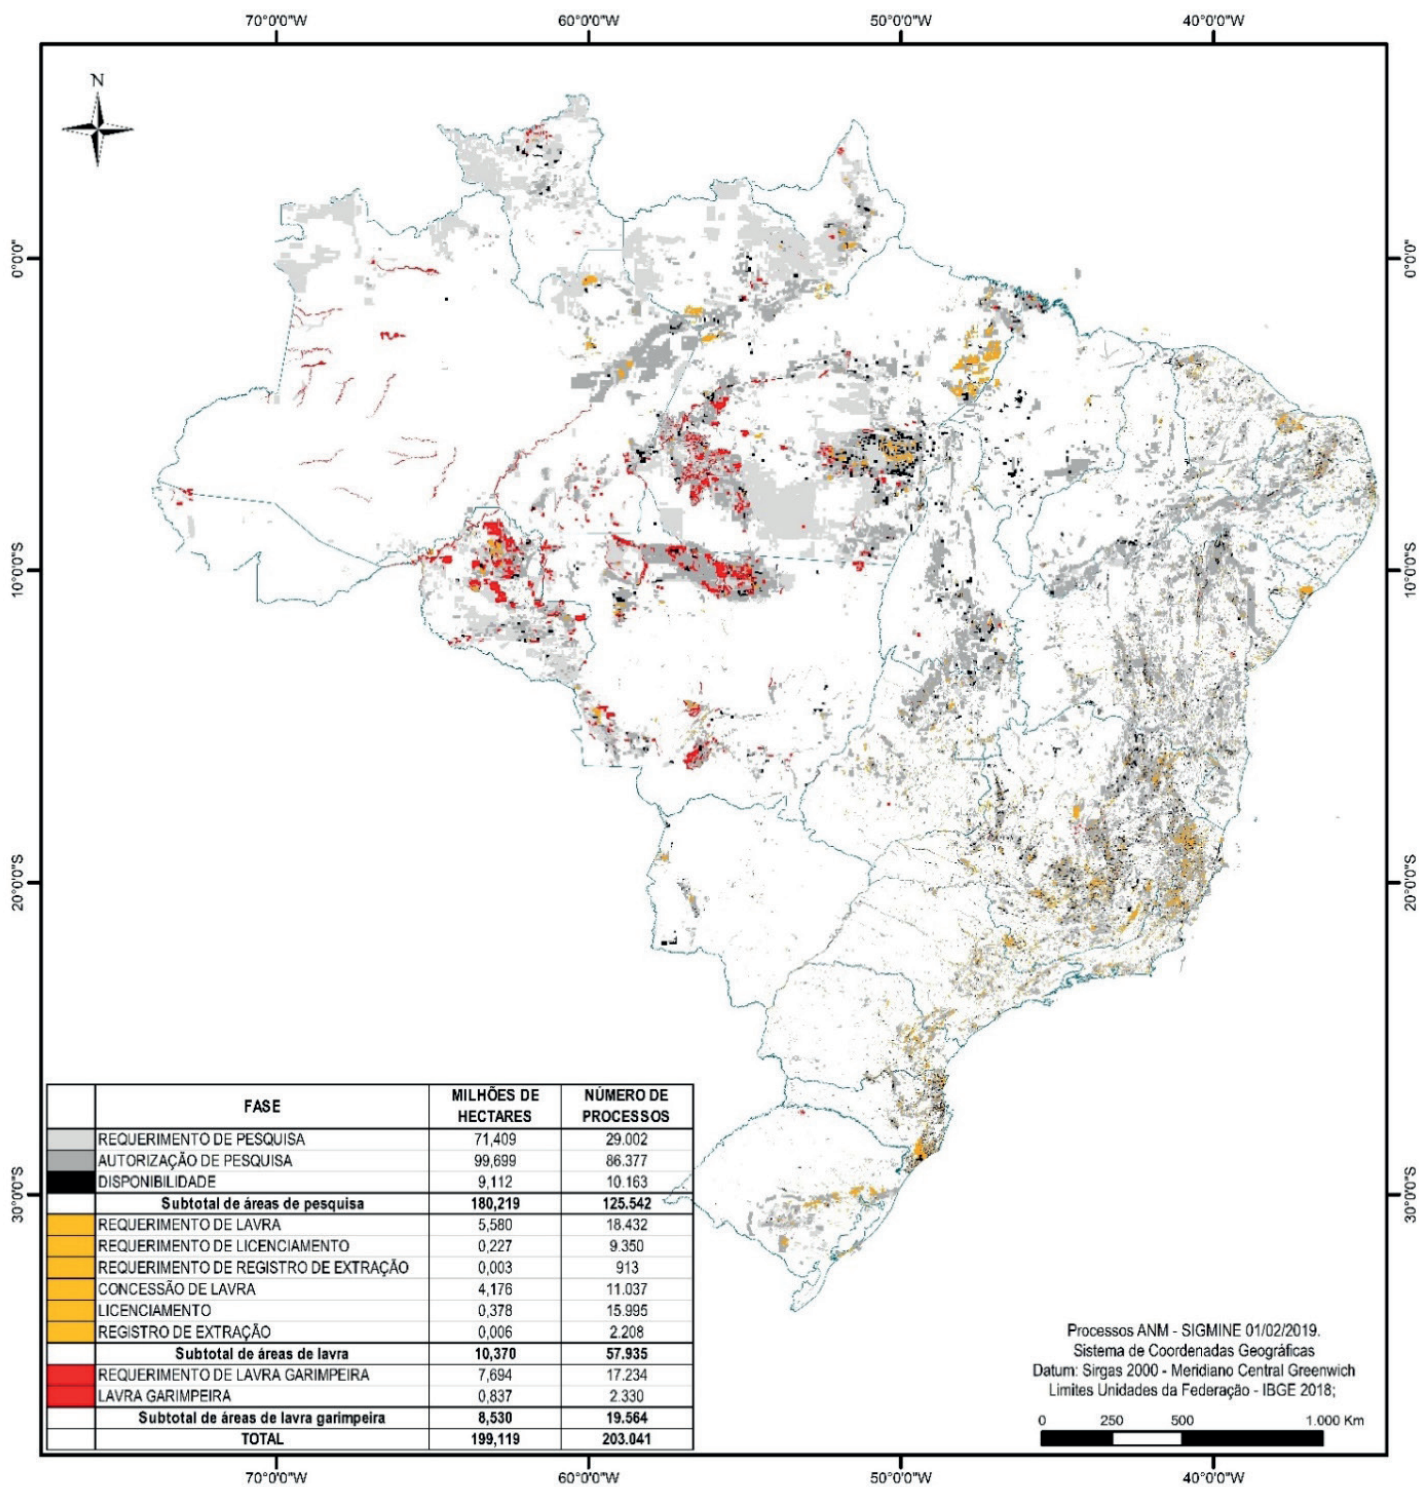 70°0'0"W 60°0'0"W 50°0'0"W 40°0'0"W
N
0°0'0" 0°0'0"
10°0'0"S 10°0'0"S
20°0'0"S 20°0'0"S
30°0'0"S 30°0'0"S
FASE MILHÕES DE HECTARES NÚMERO DE PROCESSOS
REQUERIMENTO DE PESQUISA 71,409 29.002
AUTORIZAÇÃO DE PESQUISA 99,699 86.377
DISPONIBILIDADE 9,112 10.163
Subtotal de áreas de pesquisa 180,219 125.542
REQUERIMENTO DE LAVRA 5,580 18.432
REQUERIMENTO DE LICENCIAMENTO 0,227 9.350
REQUERIMENTO DE REGISTRO DE EXTRAÇÃO 0,003 913
CONCESSÃO DE LAVRA 4,176 11.037
LICENCIAMENTO 0,378 15.995
REGISTRO DE EXTRAÇÃO 0,006 2.208
Subtotal de áreas de lavra 10,370 57.935
REQUERIMENTO DE LAVRA GARIMPEIRA 7,694 17.234
LAVRA GARIMPEIRA 0,837 2.330
Subtotal de áreas de lavra garimpeira 8,530 19.564
TOTAL 199,119 203.041
Processos ANM - SIGMINE 01/02/2019.
Sistema de Coordenadas Geográficas
Datum: Sirgas 2000 - Meridiano Central Greenwich
Limites Unidades da Federação - IBGE 2018;
0 250 500 1.000 Km
70°0'0"W 60°0'0"W 50°0'0"W 40°0'0"W